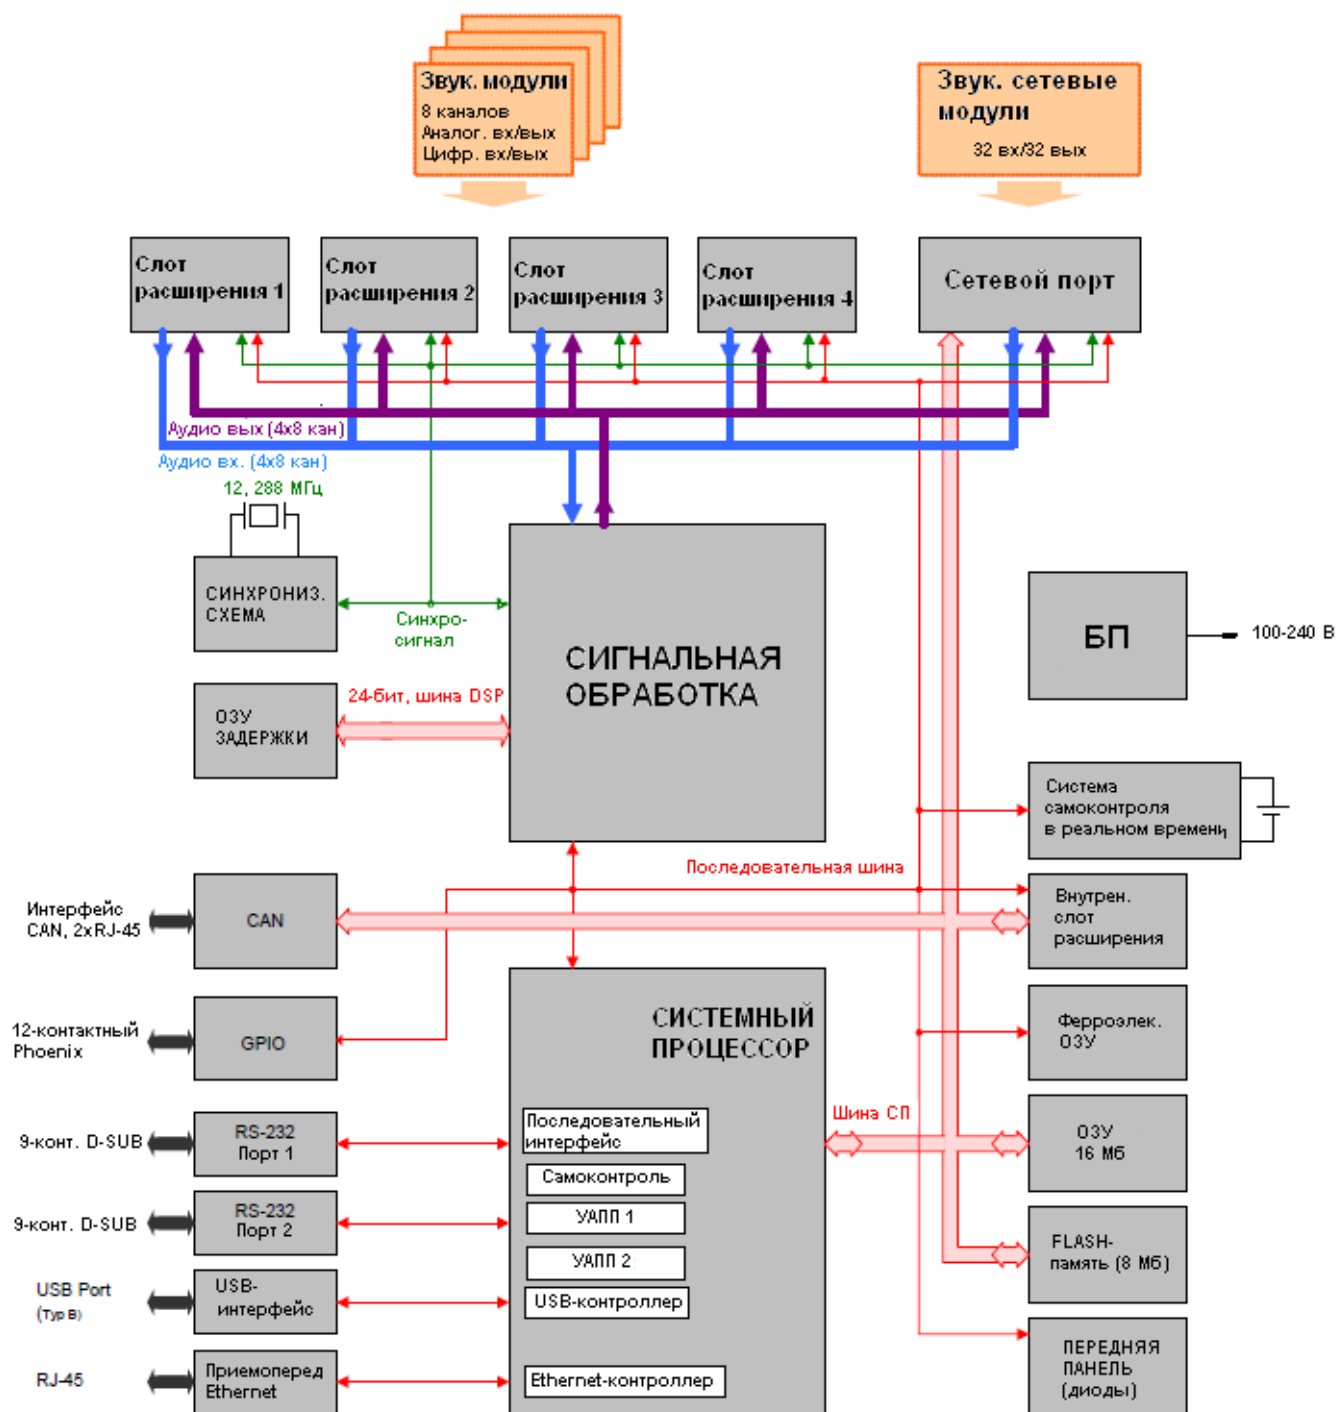 Звук. модули
8 каналов
Аналог. вх/вых
Цифр. вх/вых
Звук. сетевые
модули
32 вх/32 вых
Слот
расширения 1
Слот
расширения 2
Слот
расширения 3
Слот
расширения 4
Сетевой порт
Аудио вых (4x8 кан)
Аудио вх. (4x8 кан)
12, 288 МГц
СИНХРОНИЗ.
СХЕМА
Синхро-
сигнал
СИГНАЛЬНАЯ
ОБРАБОТКА
БП
100-240 В
24-бит, шина DSP
ОЗУ
ЗАДЕРЖКИ
Система
самоконтроля
в реальном времени
Последовательная шина
Интерфейс
CAN, 2xRJ-45
CAN
Внутрен.
слот
расширения
12-контактный
Phoenix
GPIO
СИСТЕМНЫЙ
ПРОЦЕССОР
Ферроэлек.
ОЗУ
Последовательный
интерфейс
Шина СП
9-конт. D-SUB
RS-232
Порт 1
ОЗУ
16 Мб
Самоконтроль
9-конт. D-SUB
RS-232
Порт 2
УАПП 1
УАПП 2
FLASH-
память (8 Мб)
USB Port
(Typ B)
USB-
интерфейс
USB-контроллер
RJ-45
Приемоперед
Ethernet
Ethernet-контроллер
ПЕРЕДНЯЯ
ПАНЕЛЬ
(диоды)